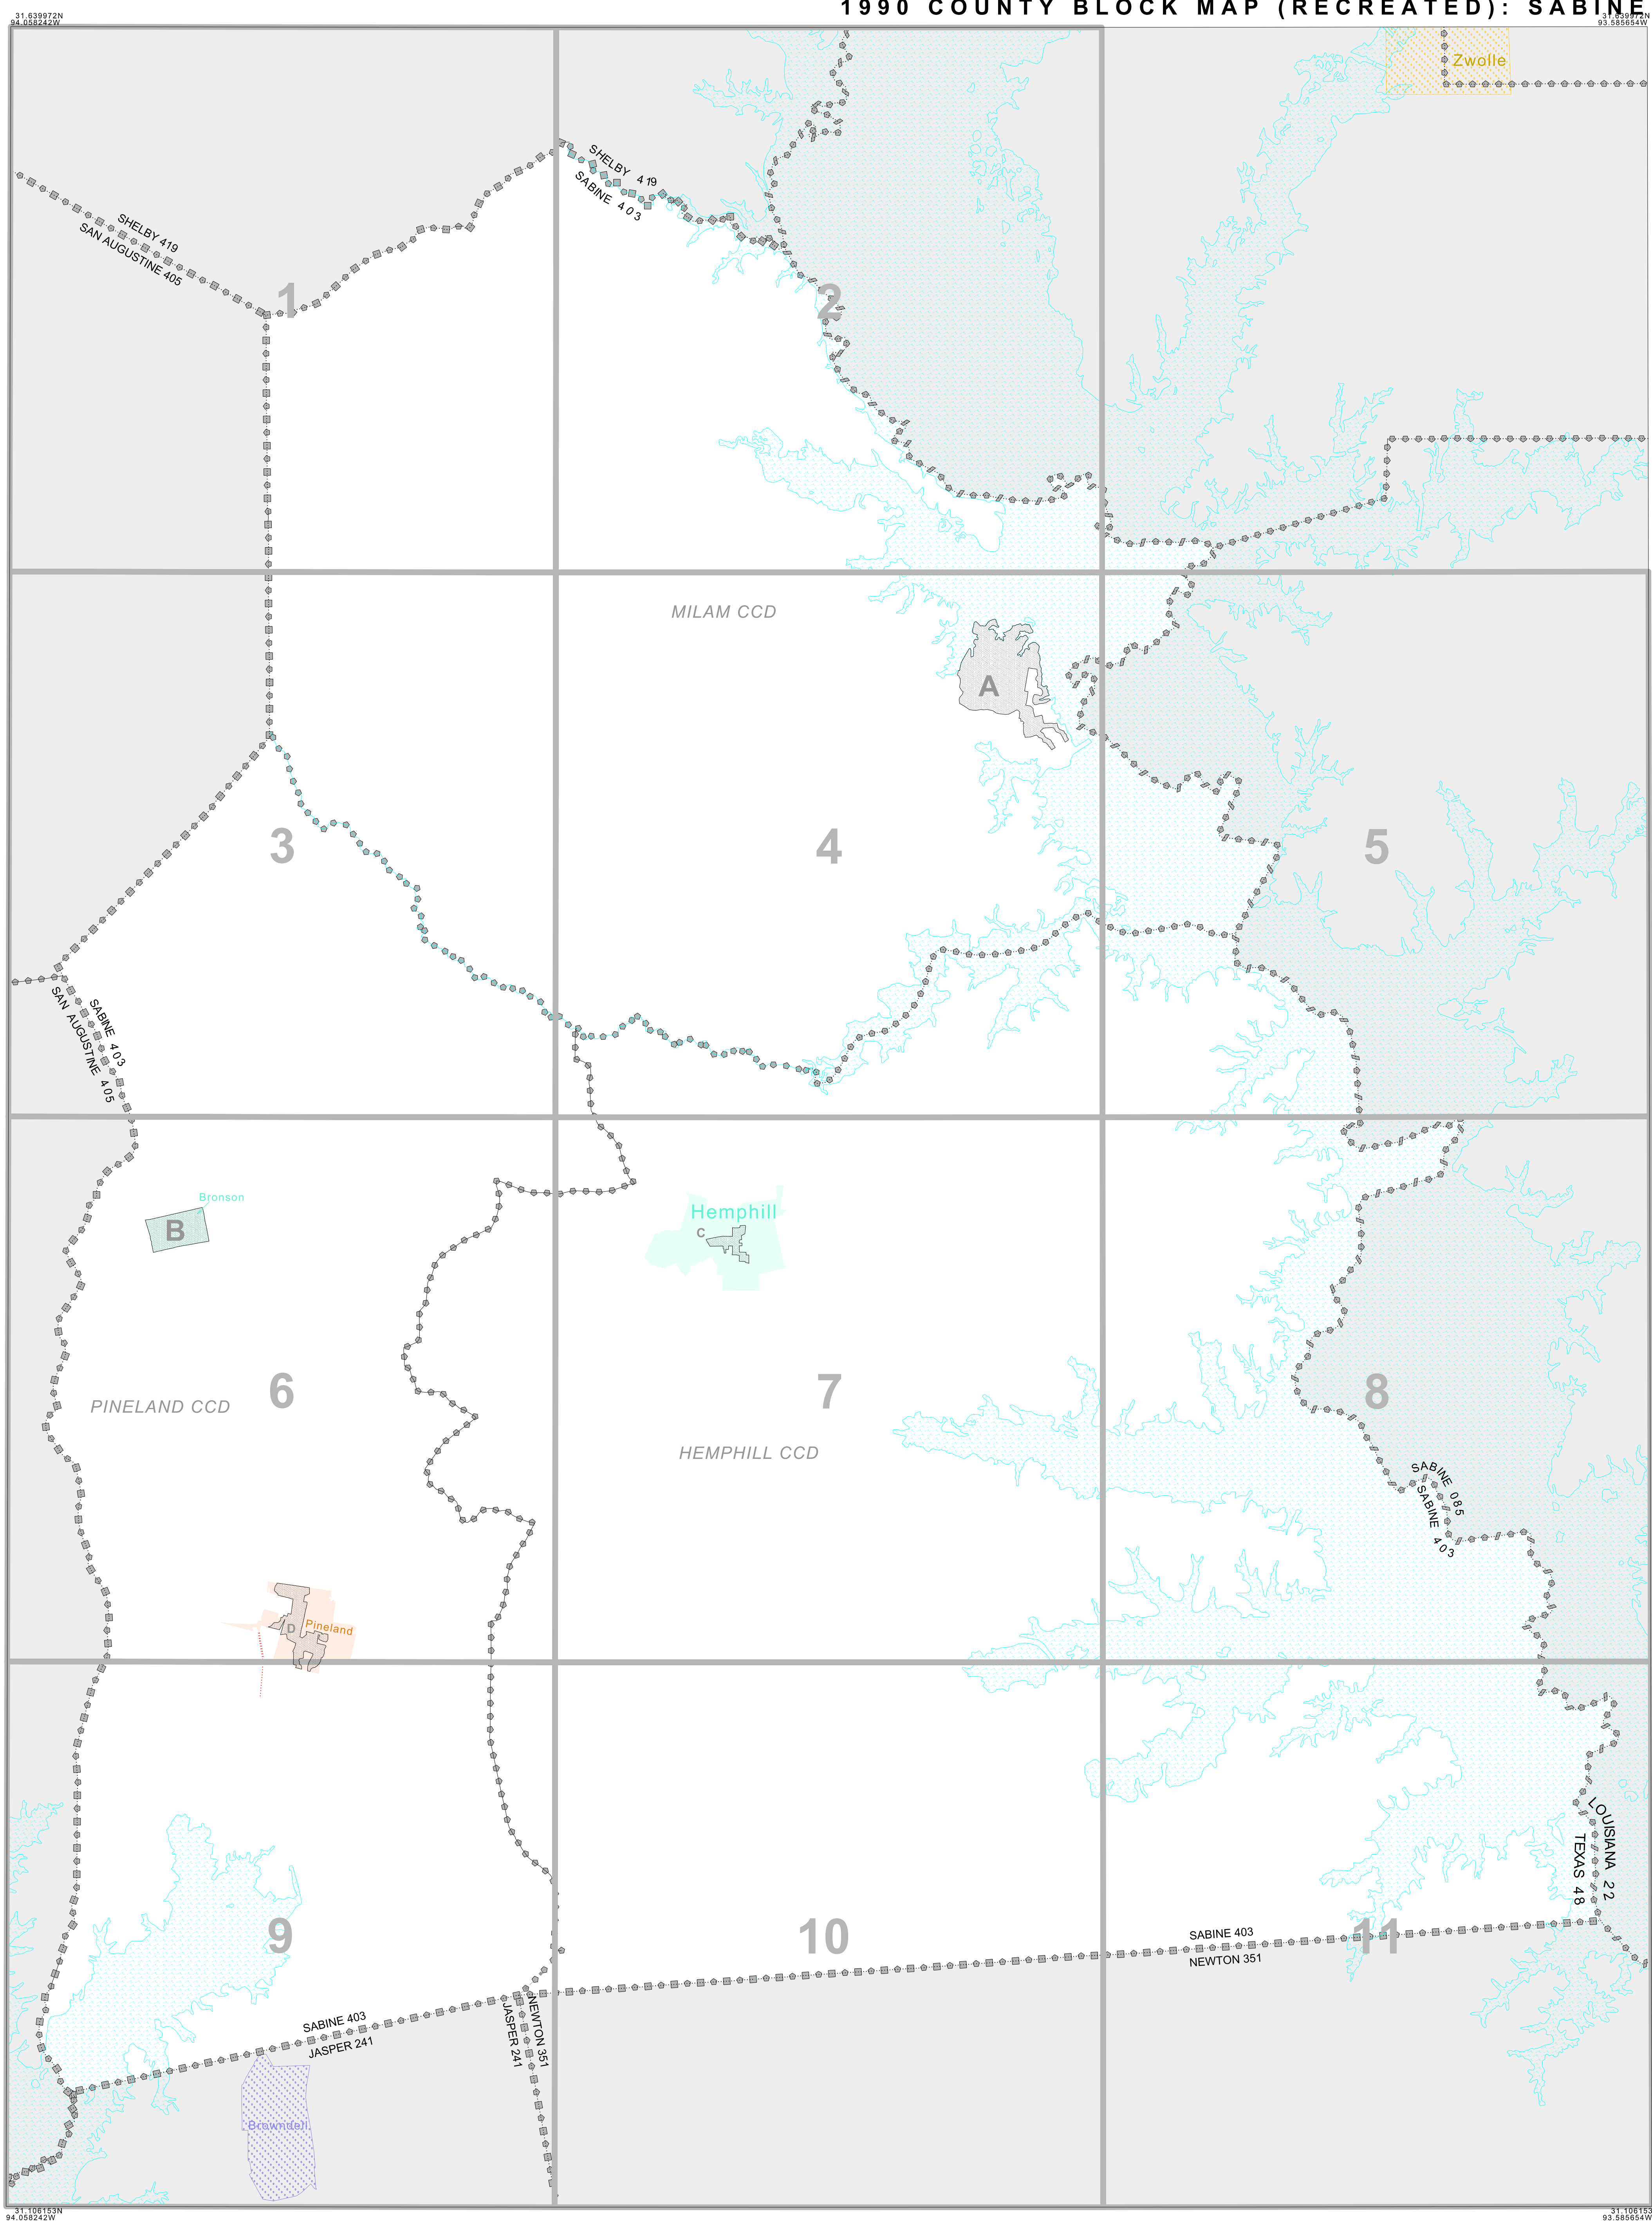 1990 COUNTY BLOCK MAP (RECREATED): SABINE
31.639972N
94.058242W
31.639972N
93.585654W
Zwolle
SHELBY 419
SABINE 403
SHELBY 419
SAN AUGUSTINE 405
1
2
MILAM CCD
A
3
4
5
SABINE 403
SAN AUGUSTINE 405
Bronson
B
Hemphill
C
6
7
8
PINELAND CCD
HEMPHILL CCD
SABINE 085
SABINE 403
D
Pineland
LOUISIANA 22
TEXAS 48
9
10
11
SABINE 403
NEWTON 351
SABINE 403
JASPER 241
NEWTON 351
JASPER 241
Browndell
31.106153N
94.058242W
31.106153
93.585654W